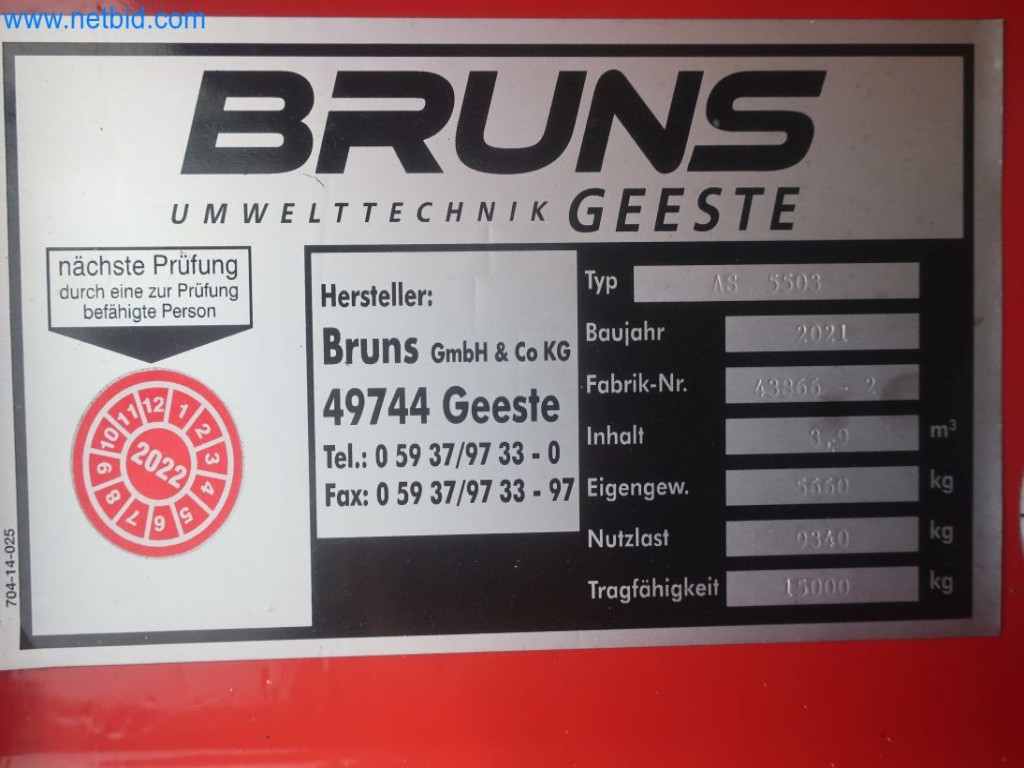 www.netbid.com
BRUNS
UMWELTTECHNIK GEESTE
nächste Prüfung
durch eine zur Prüfung
befähigte Person
1 2 3 4 5 6 7 8 9 10 11 12
2022
704-14-025
Hersteller:
Bruns GmbH & Co KG
49744 Geeste
Tel.: 0 59 37/97 33 - 0
Fax: 0 59 37/97 33 - 97
Typ AS 5503
Baujahr 2021
Fabrik-Nr.
Inhalt m³
Eigengew. 5660 kg
Nutzlast 9340 kg
Tragfähigkeit 15000 kg